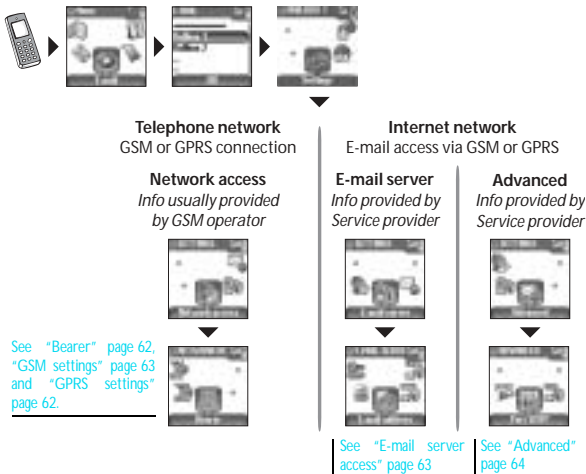 Telephone network
GSM or GPRS connection
Internet network
E-mail access via GSM or GPRS
Network access
Info usually provided
by GSM operator
E-mail server
Info provided by
Service provider
Advanced
Info provided by
Service provider
See "Bearer" page 62,
"GSM settings" page 63
and "GPRS settings"
page 62.
See "E-mail server
access" page 63
See "Advanced"
page 64